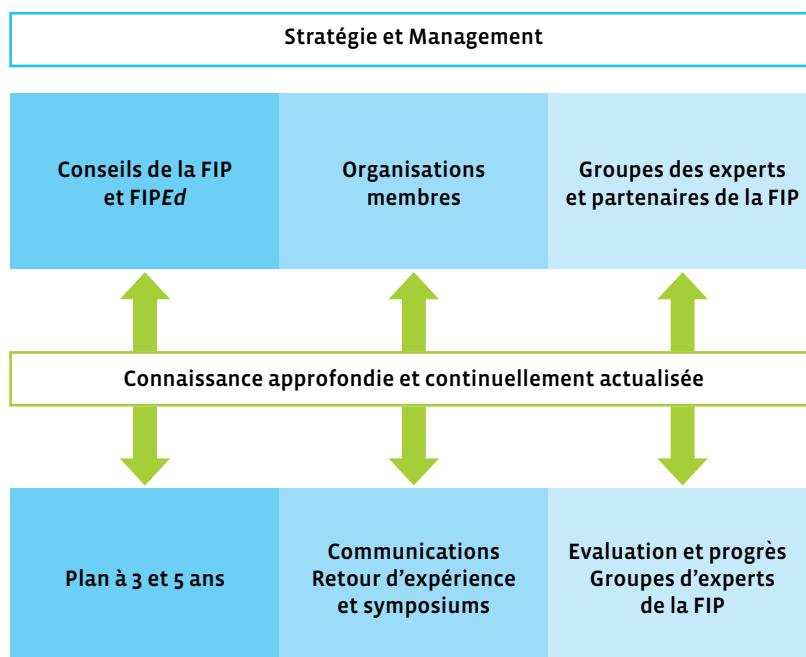 Stratégie et Management
Conseils de la FIP
et FIPEd
Organisations
membres
Groupes des experts
et partenaires de la FIP
Connaissance approfondie et continuellement actualisée
Plan à 3 et 5 ans
Communications
Retour d'expérience
et symposiums
Evaluation et progrès
Groupes d'experts
de la FIP